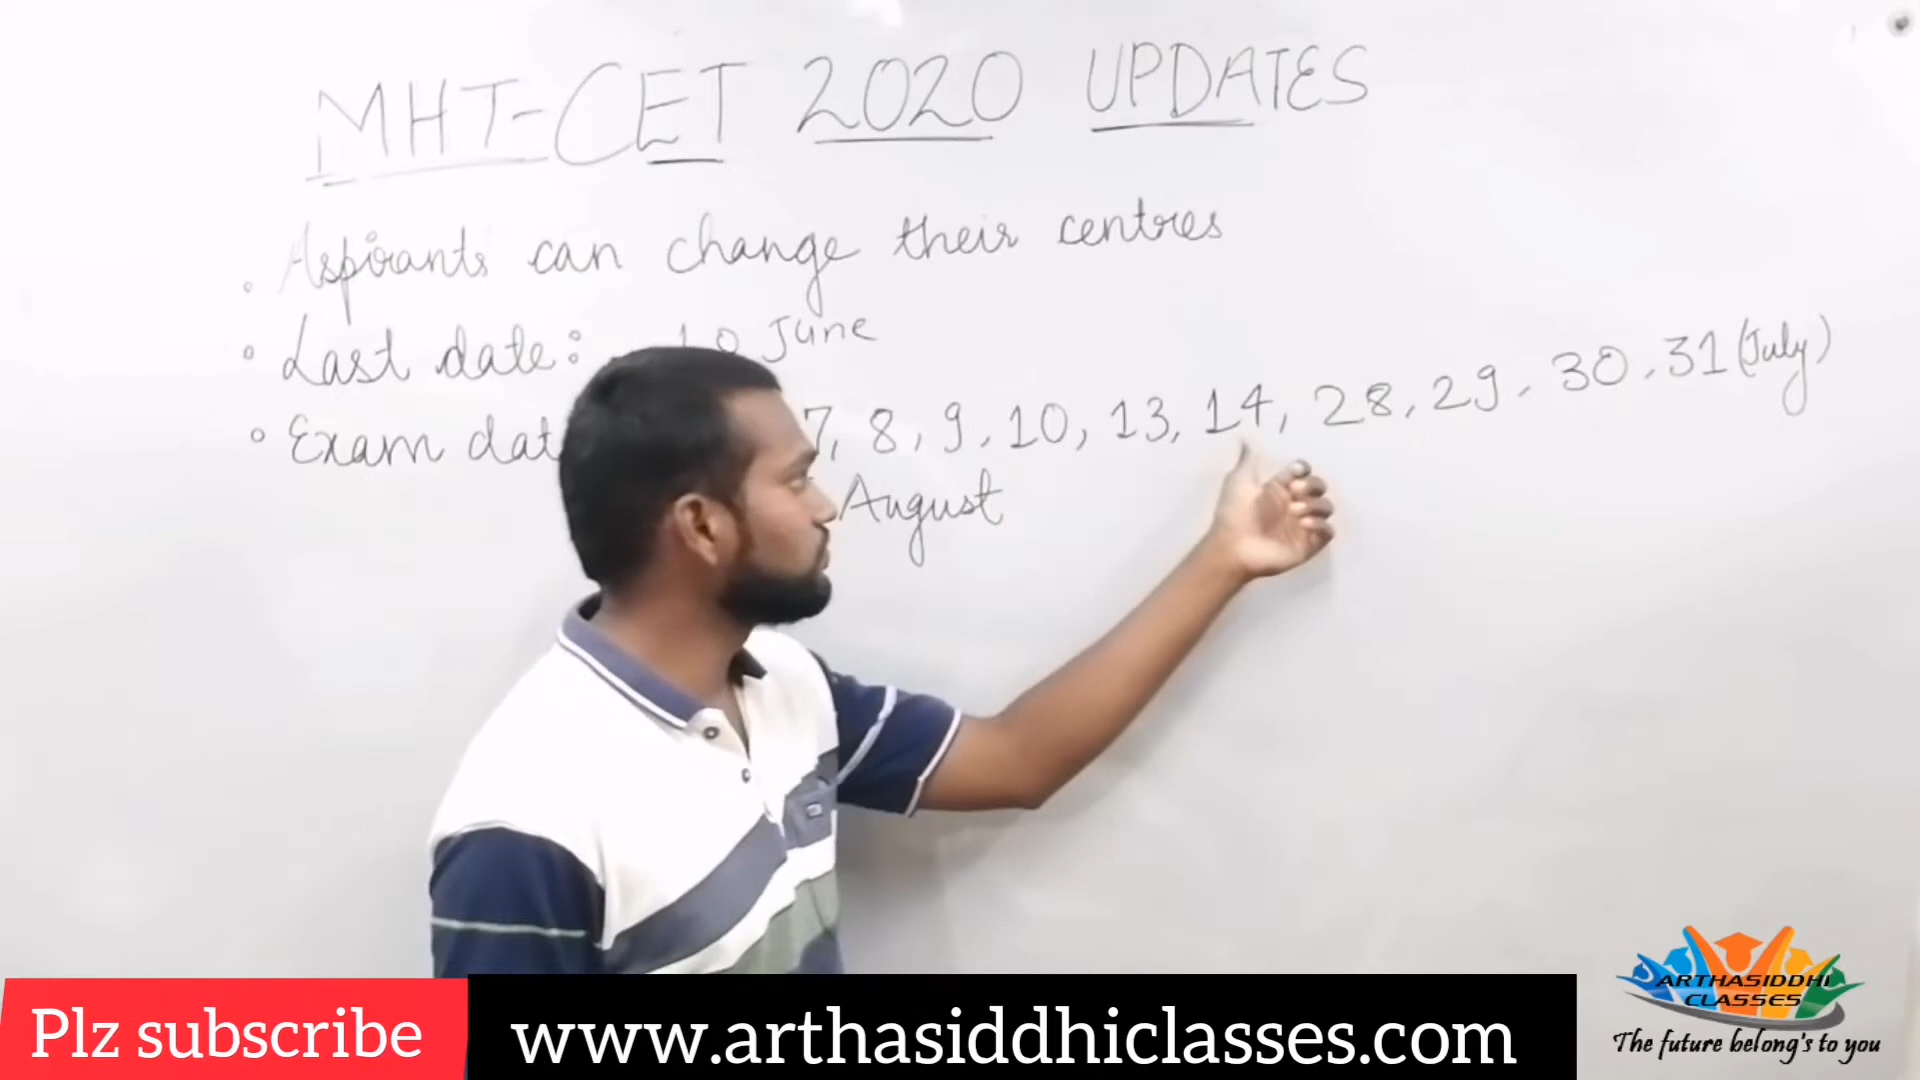 MHT-CET 2020 UPDATES
• Aspirants can change their centres
• Last date: 10 June
• Exam dat 7, 8, 9, 10, 13, 14, 28, 29, 30, 31 (July)
August
Plz subscribe
www.arthasiddhiclasses.com
ARTHASIDDHI
CLASSES
The future belong's to you